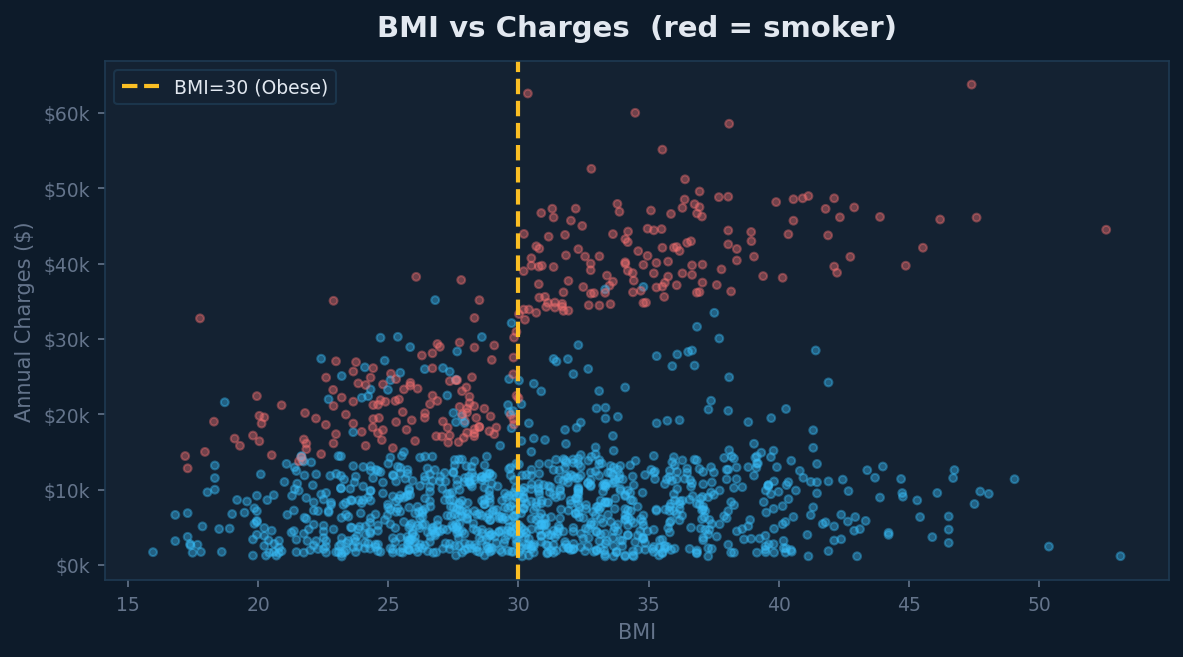 BMI vs Charges  (red = smoker)
BMI=30 (Obese)
Annual Charges ($)
$60k
$50k
$40k
$30k
$20k
$10k
$0k
15 20 25 30 35 40 45 50
BMI